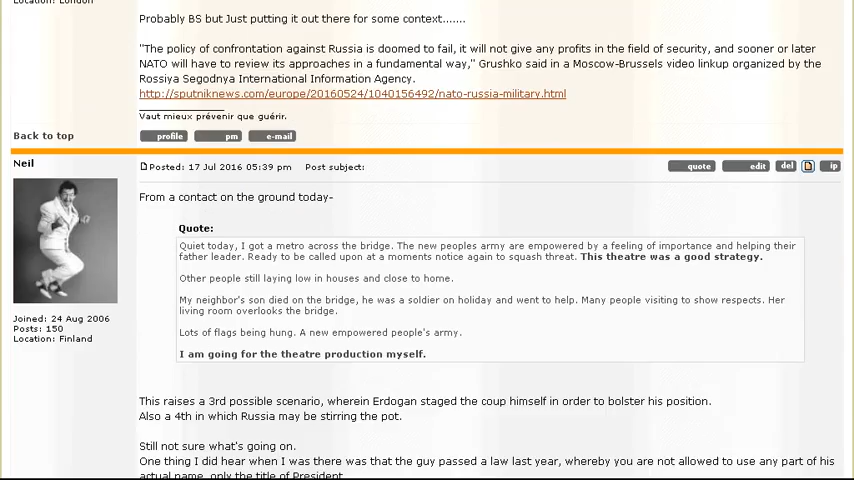 Location: London
Probably BS but Just putting it out there for some context.......
"The policy of confrontation against Russia is doomed to fail, it will not give any profits in the field of security, and sooner or later
NATO will have to review its approaches in a fundamental way," Grushko said in a Moscow-Brussels video linkup organized by the
Rossiya Segodnya International Information Agency.
http://sputniknews.com/europe/20160524/1040156492/nato-russia-military.html
Vaut mieux prévenir que guérir.
Back to top
profile pm e-mail
Neil
Posted: 17 Jul 2016 05:39 pm Post subject:
quote edit del ip
From a contact on the ground today-
Quote:
Quiet today, I got a metro across the bridge. The new peoples army are empowered by a feeling of importance and helping their
father leader. Ready to be called upon at a moments notice again to squash threat. This theatre was a good strategy.
Other people still laying low in houses and close to home.
My neighbor's son died on the bridge, he was a soldier on holiday and went to help. Many people visiting to show respects. Her
living room overlooks the bridge.
Lots of flags being hung. A new empowered people's army.
I am going for the theatre production myself.
Joined: 24 Aug 2006
Posts: 150
Location: Finland
This raises a 3rd possible scenario, wherein Erdogan staged the coup himself in order to bolster his position.
Also a 4th in which Russia may be stirring the pot.
Still not sure what's going on.
One thing I did hear when I was there was that the guy passed a law last year, whereby you are not allowed to use any part of his
actual name, only the title of President